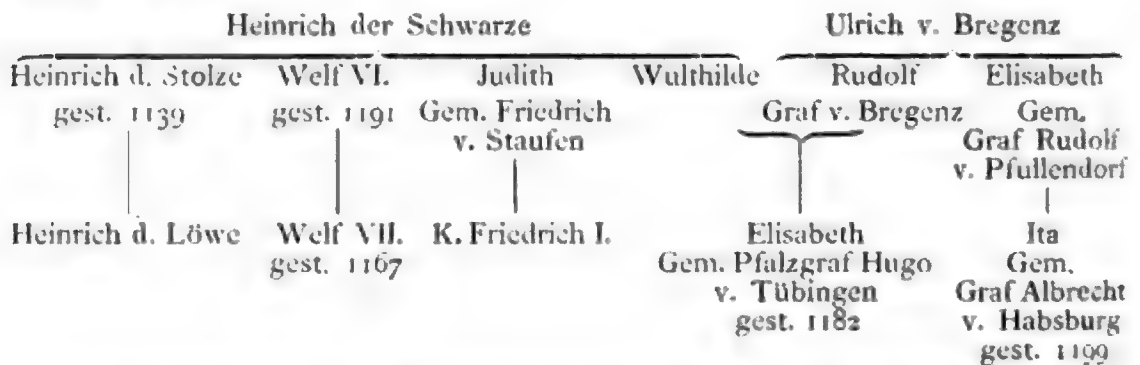 Heinrich der Schwarze Ulrich v. Bregenz
Heinrich d. Stolze Welf VI. Judith Wulthilde Rudolf Elisabeth
gest. 1139 gest. 1191 Gem. Friedrich Graf v. Bregenz Gem.
v. Staufen Graf Rudolf
v. Pfullendorf
Heinrich d. Löwe Welf VII. K. Friedrich I. Elisabeth Ita
gest. 1167 Gem. Pfalzgraf Hugo Gem.
v. Tübingen Graf Albrecht
gest. 1182 v. Habsburg
gest. 1199